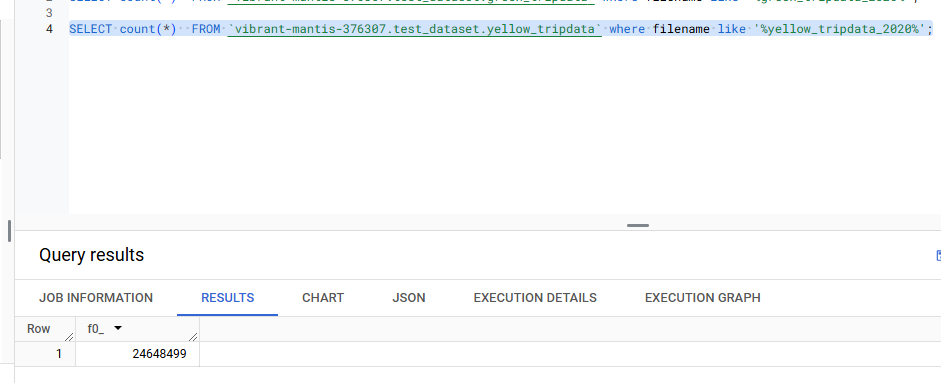 3
4 SELECT count(*) FROM `vibrant-mantis-376307.test_dataset.yellow_tripdata` where filename like '%yellow_tripdata_2020%';
Query results
JOB INFORMATION RESULTS CHART JSON EXECUTION DETAILS EXECUTION GRAPH
Row f0_
1 24648499